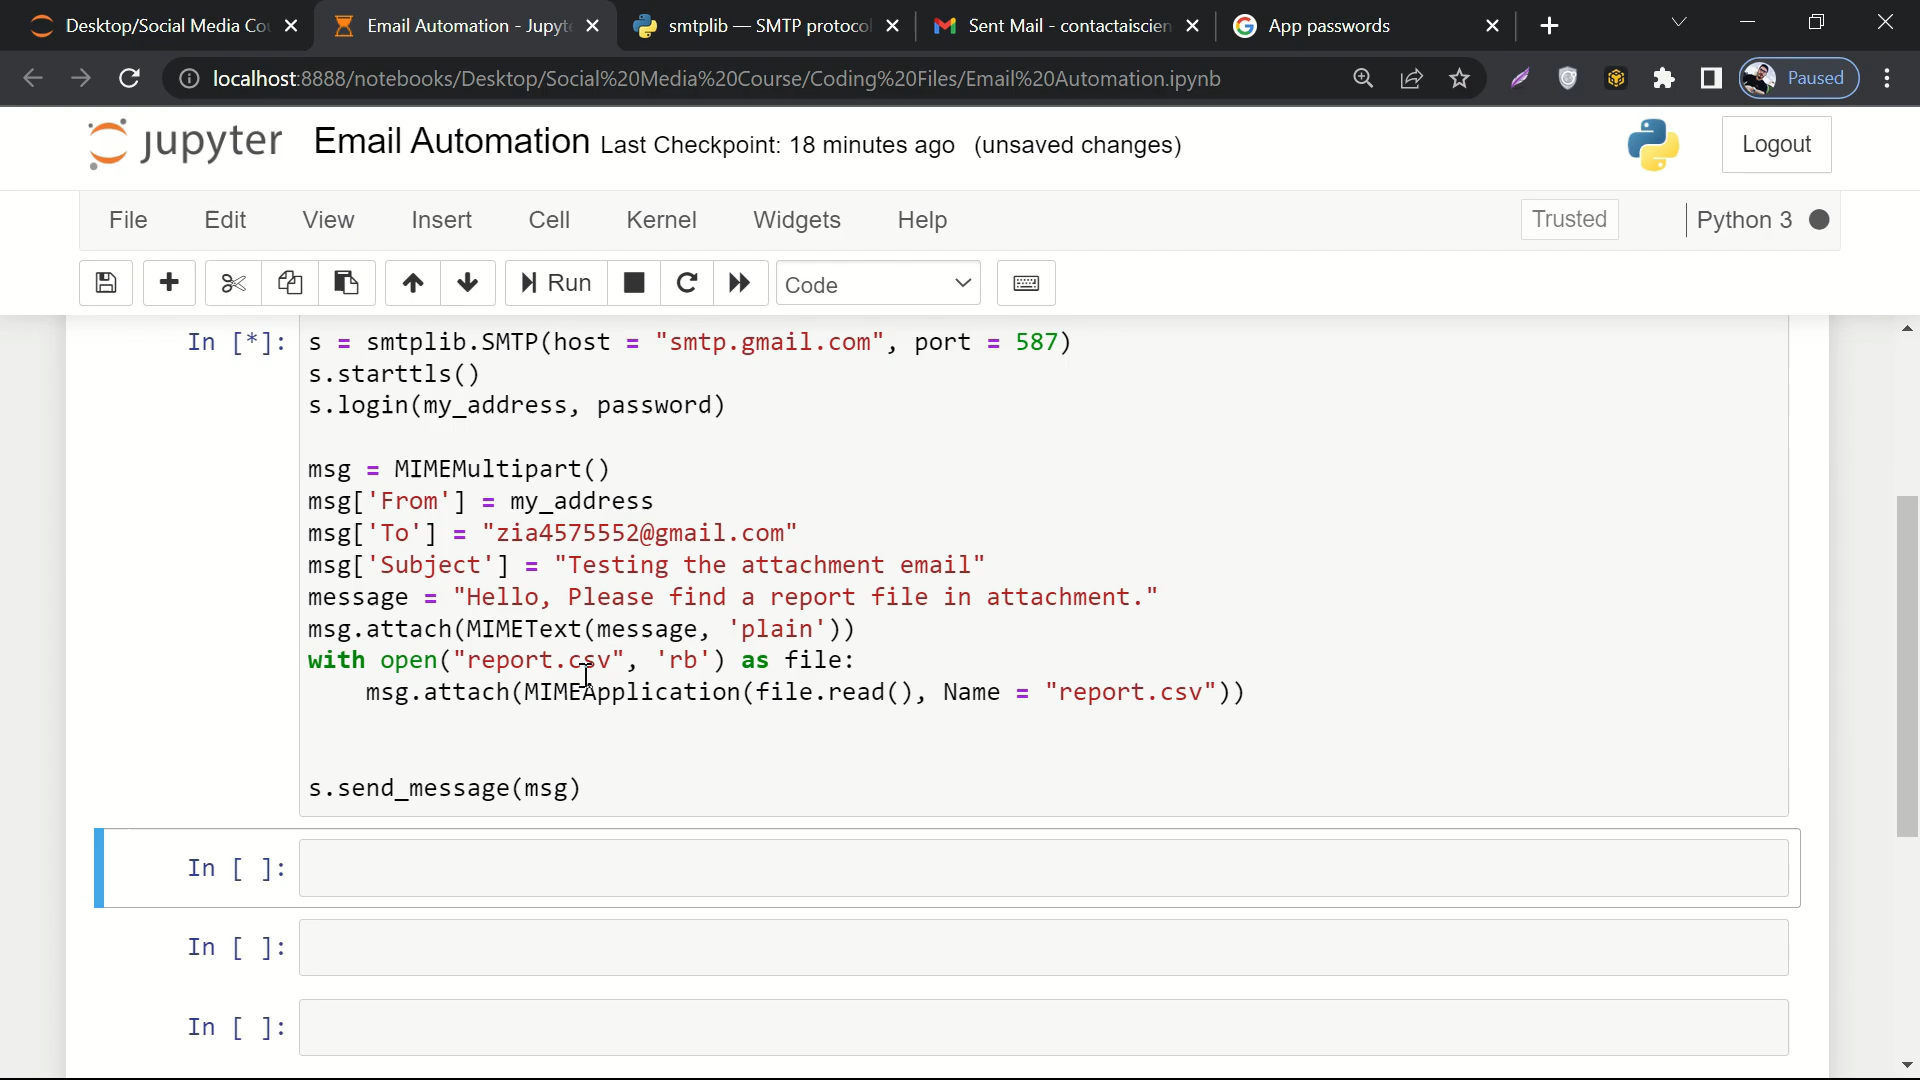 Desktop/Social Media Co
Email Automation - Jupyt
smtplib — SMTP protoco
Sent Mail - contactaiscien
App passwords
localhost:8888/notebooks/Desktop/Social%20Media%20Course/Coding%20Files/Email%20Automation.ipynb
Paused
jupyter Email Automation Last Checkpoint: 18 minutes ago (unsaved changes)
Logout
File Edit View Insert Cell Kernel Widgets Help
Trusted
Python 3
Run
Code
In [*]: s = smtplib.SMTP(host = "smtp.gmail.com", port = 587)
s.starttls()
s.login(my_address, password)
msg = MIMEMultipart()
msg['From'] = my_address
msg['To'] = "zia4575552@gmail.com"
msg['Subject'] = "Testing the attachment email"
message = "Hello, Please find a report file in attachment."
msg.attach(MIMEText(message, 'plain'))
with open("report.csv", 'rb') as file:
    msg.attach(MIMEApplication(file.read(), Name = "report.csv"))
s.send_message(msg)
In [ ]:
In [ ]:
In [ ]: